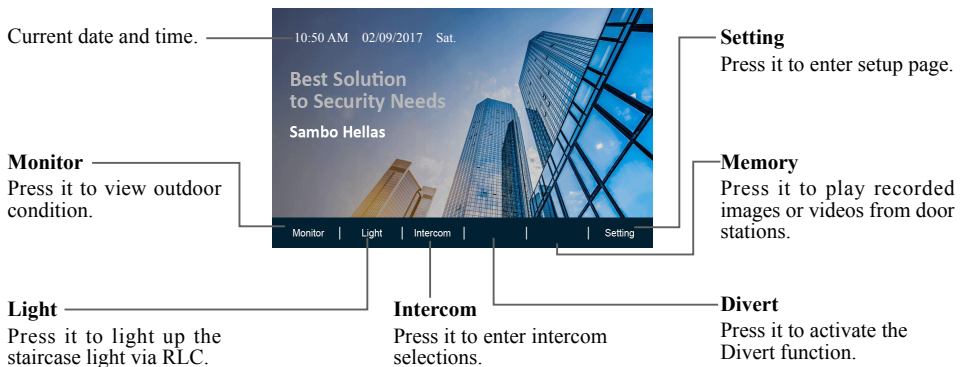 Current date and time.
10:50 AM 02/09/2017 Sat.
Setting
Press it to enter setup page.
Best Solution
to Security Needs
Sambo Hellas
Monitor
Press it to view outdoor
condition.
Memory
Press it to play recorded
images or videos from door
stations.
Monitor | Light | Intercom | | | Setting
Light
Press it to light up the
staircase light via RLC.
Intercom
Press it to enter intercom
selections.
Divert
Press it to activate the
Divert function.